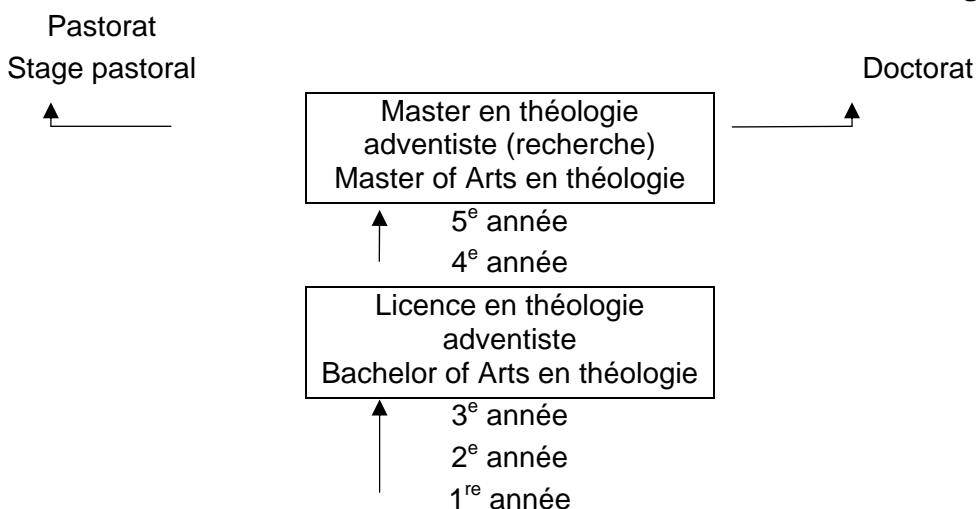 Pastorat
Stage pastoral
Doctorat
Master en théologie
adventiste (recherche)
Master of Arts en théologie
5e année
4e année
Licence en théologie
adventiste
Bachelor of Arts en théologie
3e année
2e année
1re année